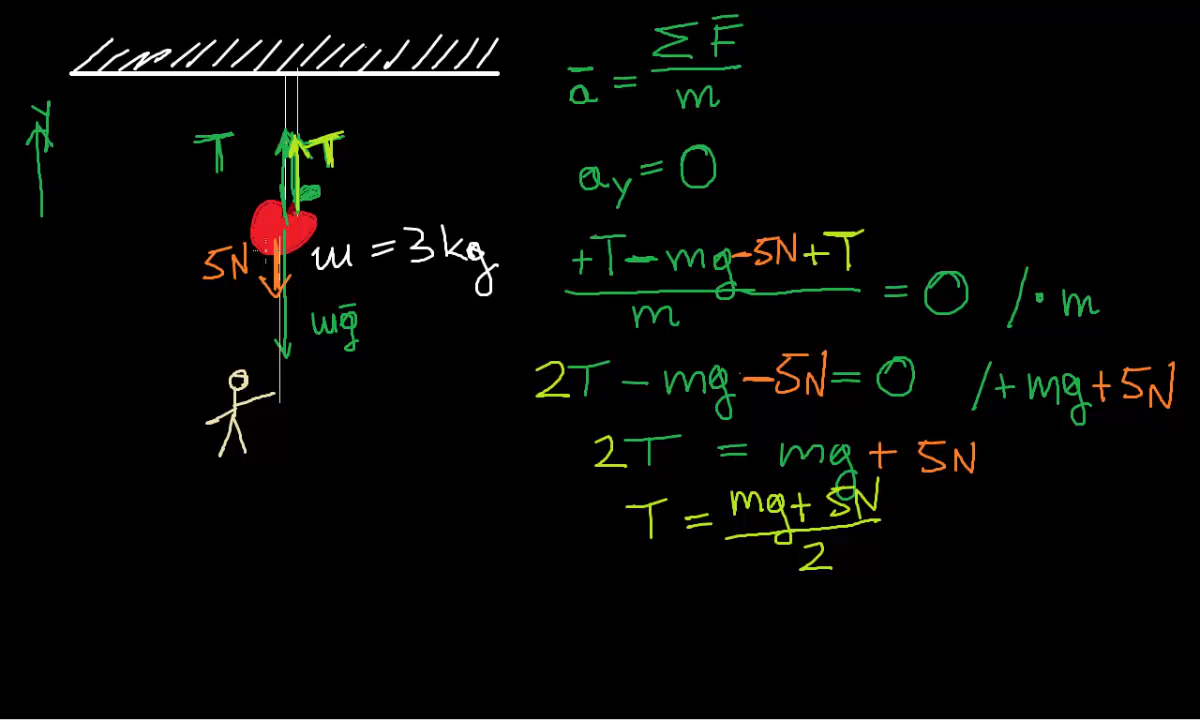 ΣF̄
ā = ―
m
y
T T
a_y = 0
5N
m = 3kg
mḡ
+T - mg - 5N + T
――― = 0 /· m
m
2T - mg - 5N = 0 /+mg + 5N
2T = mg + 5N
T = mg + 5N
―――
2